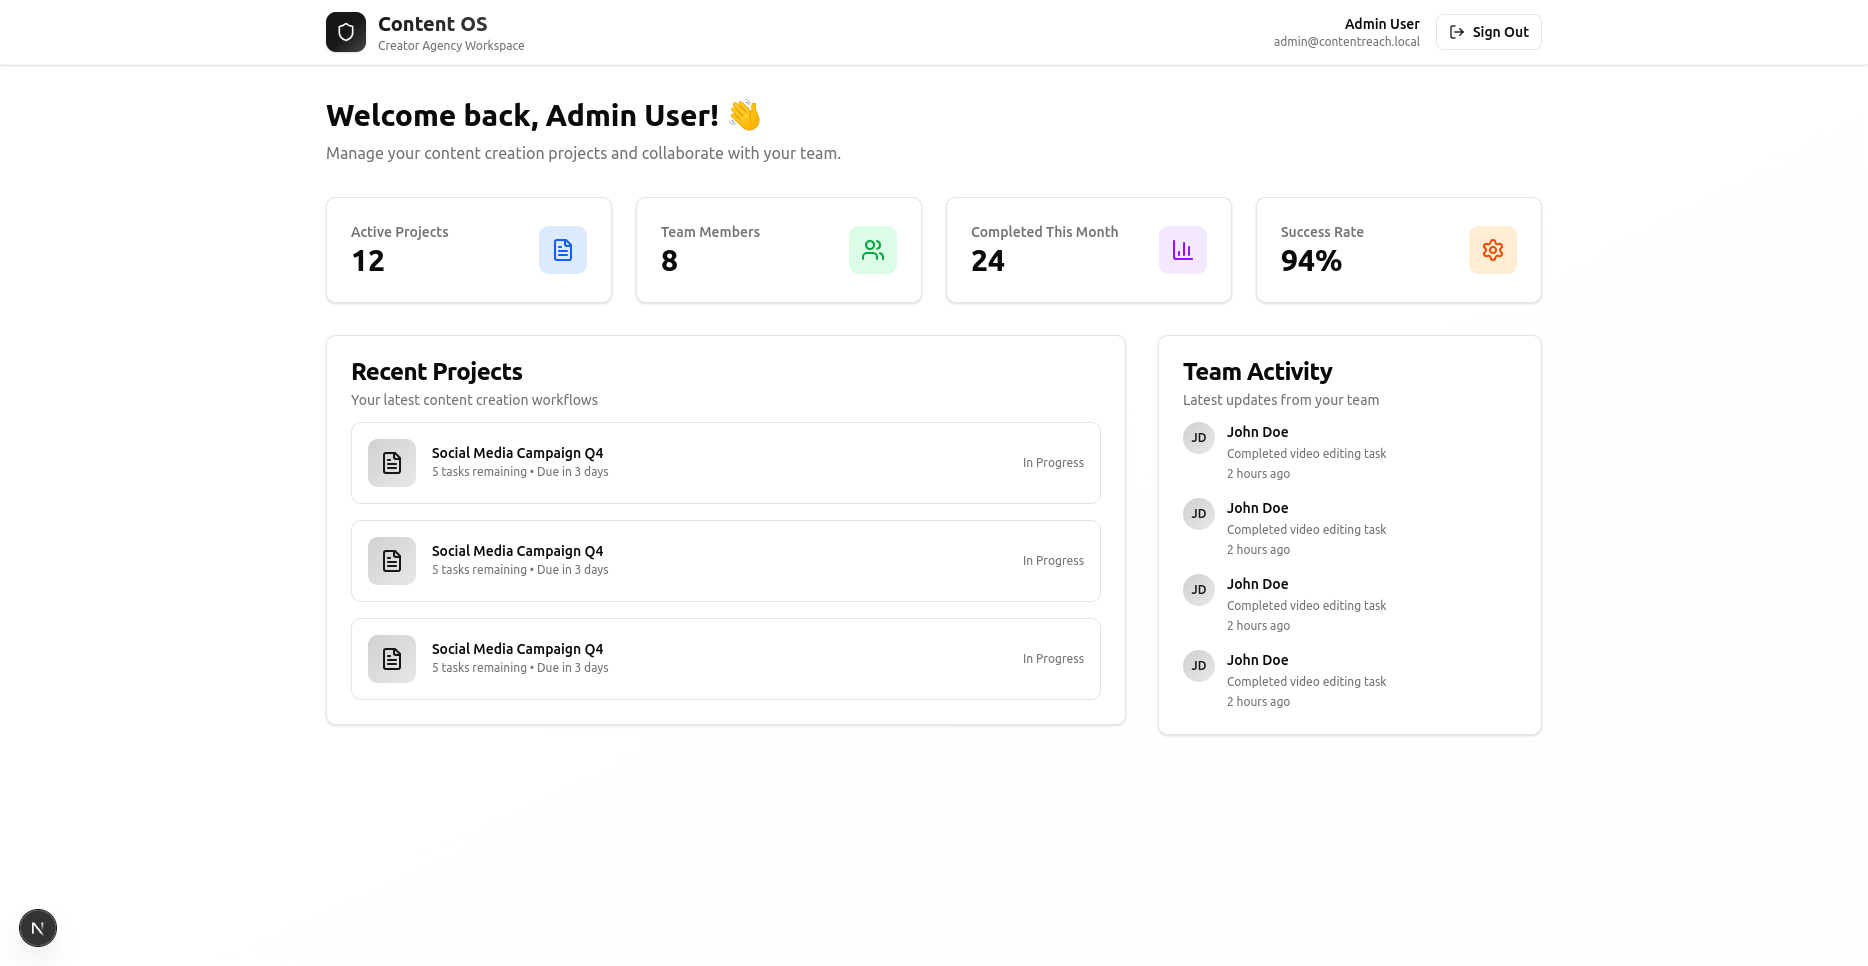 Content OS
Creator Agency Workspace
Admin User
admin@contentreach.local
Sign Out
Welcome back, Admin User! 👋
Manage your content creation projects and collaborate with your team.
Active Projects
12
Team Members
8
Completed This Month
24
Success Rate
94%
Recent Projects
Your latest content creation workflows
Social Media Campaign Q4
5 tasks remaining • Due in 3 days
In Progress
Social Media Campaign Q4
5 tasks remaining • Due in 3 days
In Progress
Social Media Campaign Q4
5 tasks remaining • Due in 3 days
In Progress
Team Activity
Latest updates from your team
JD
John Doe
Completed video editing task
2 hours ago
JD
John Doe
Completed video editing task
2 hours ago
JD
John Doe
Completed video editing task
2 hours ago
JD
John Doe
Completed video editing task
2 hours ago
N